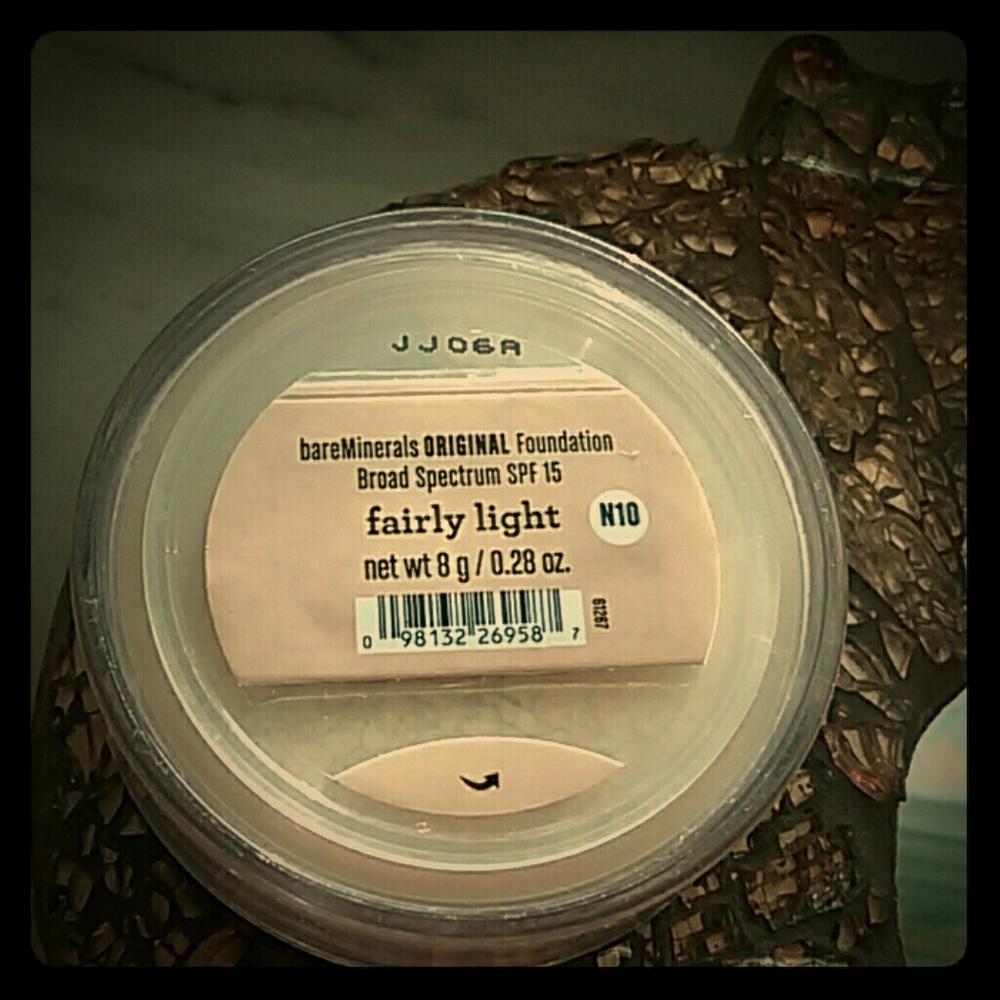 JJ06A
bareMinerals ORIGINAL Foundation
Broad Spectrum SPF 15
fairly light
N10
net wt 8 g / 0.28 oz.
61267
0 98132 26958 7